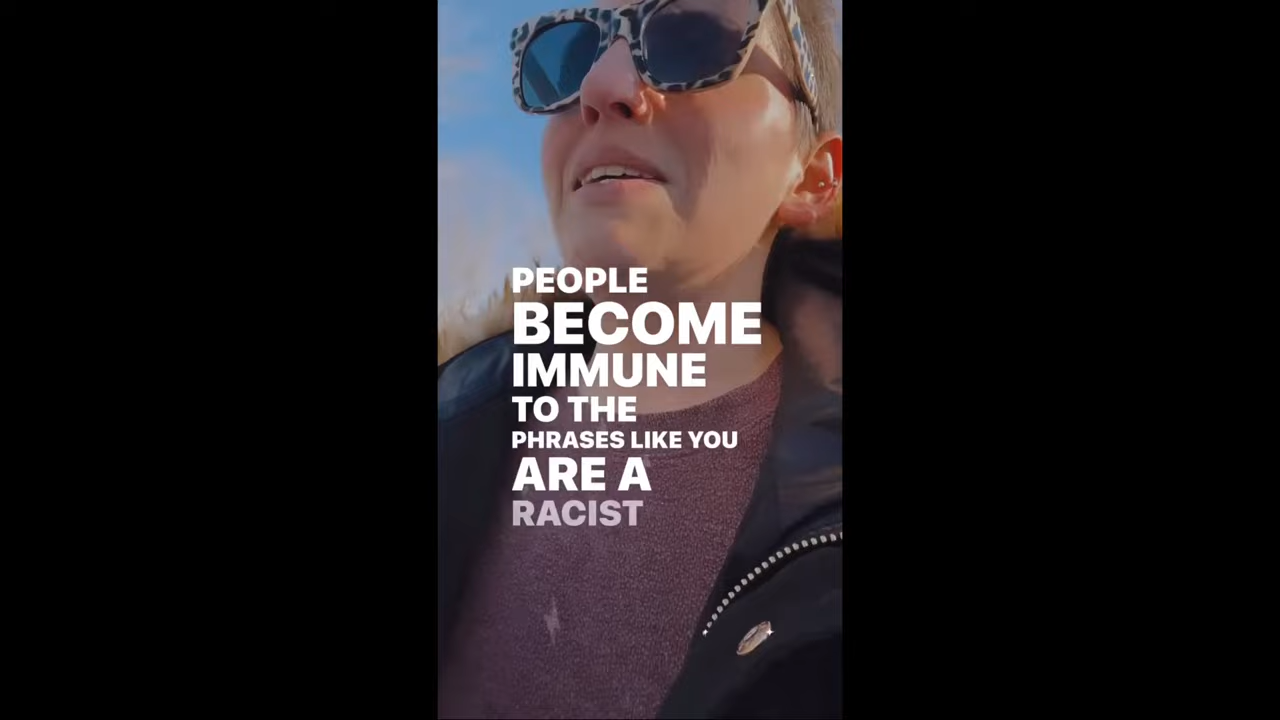 PEOPLE
BECOME
IMMUNE
TO THE
PHRASES LIKE YOU
ARE A
RACIST